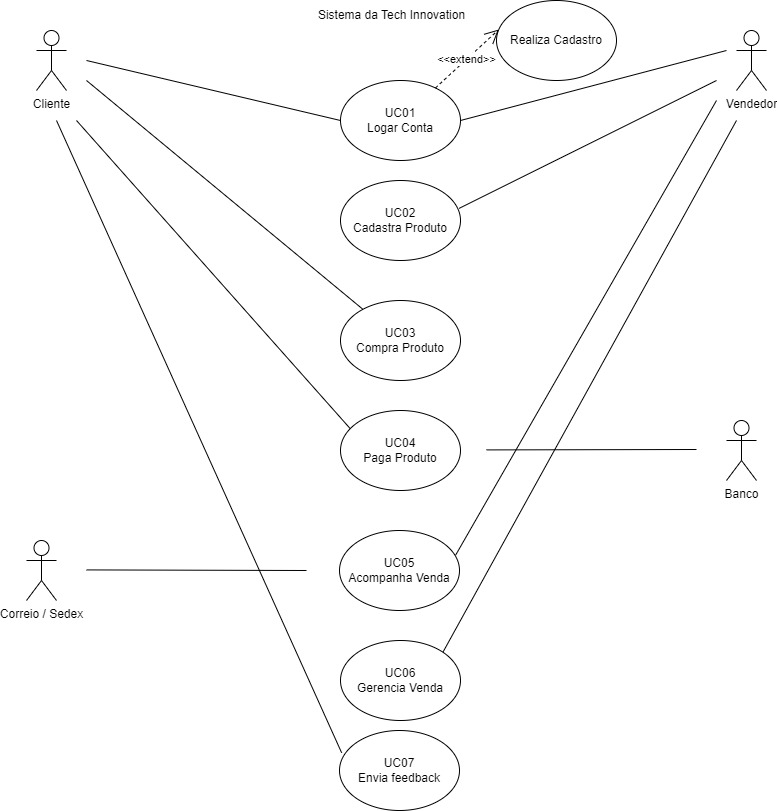 Sistema da Tech Innovation
Realiza Cadastro
<<extend>>
Cliente
Vendedor
UC01
Logar Conta
UC02
Cadastra Produto
UC03
Compra Produto
UC04
Paga Produto
Banco
UC05
Acompanha Venda
Correio / Sedex
UC06
Gerencia Venda
UC07
Envia feedback